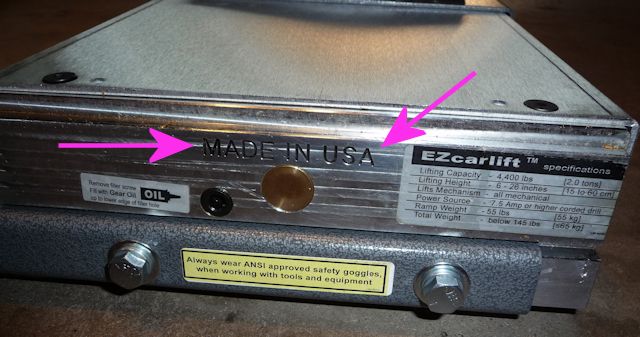 MADE IN USA
EZcarlift ™ specifications
Lifting Capacity - 4,400 lbs [2.0 tons]
Lifting Height - 6 - 26 inches [15 to 60 cm]
Lifts Mechanism - all mechanical
Power Source - 7.5 Amp or higher corded drill
Ramp Weight - 55 lbs [55 kg]
Total Weight - below 145 lbs [≤65 kg]
Remove filler screw
Fill with Gear Oil
up to lower edge of filler hole
OIL
Always wear ANSI approved safety goggles,
when working with tools and equipment